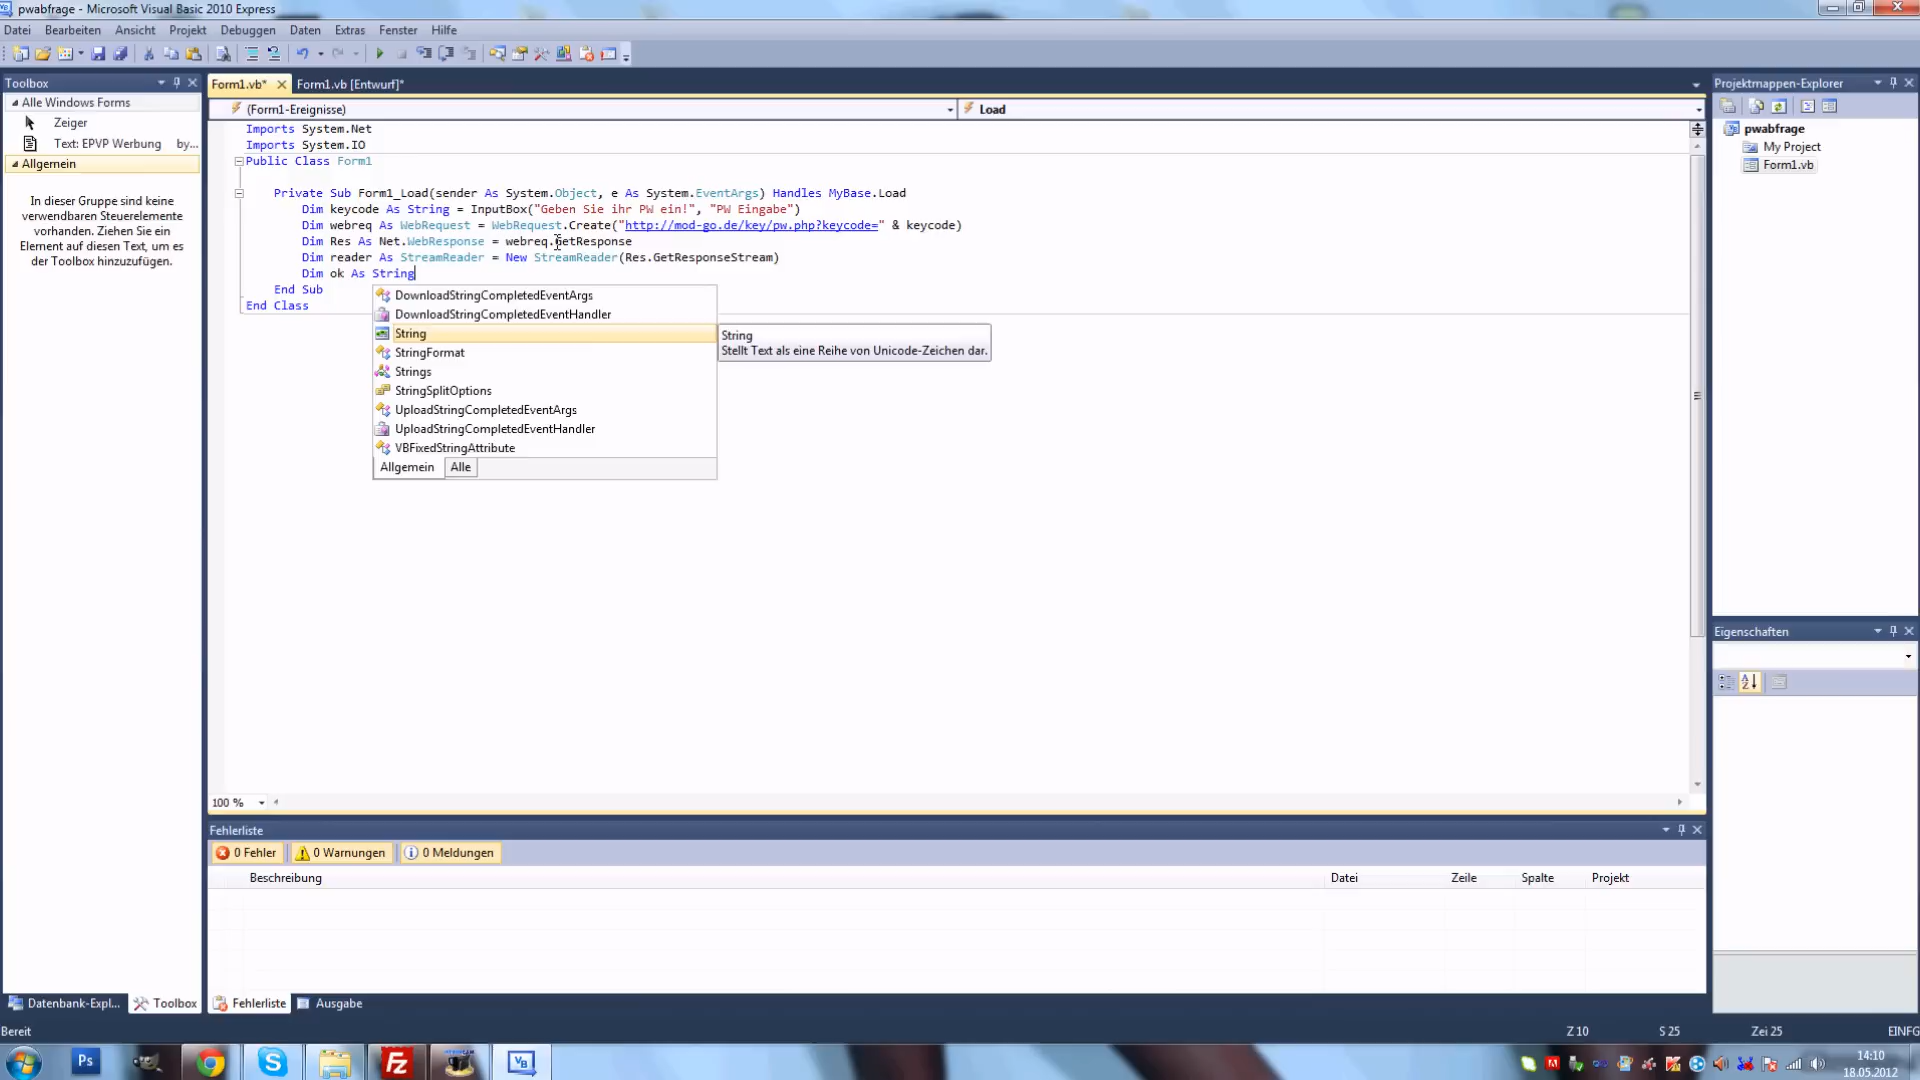 pwabfrage - Microsoft Visual Basic 2010 Express
Datei Bearbeiten Ansicht Projekt Debuggen Daten Extras Fenster Hilfe
Toolbox
Alle Windows Forms
Zeiger
Text: EPVP Werbung by...
Allgemein
In dieser Gruppe sind keine
verwendbaren Steuerelemente
vorhanden. Ziehen Sie ein
Element auf diesen Text, um es
der Toolbox hinzuzufügen.
Form1.vb* Form1.vb [Entwurf]*
(Form1-Ereignisse) Load
Imports System.Net
Imports System.IO
Public Class Form1
Private Sub Form1_Load(sender As System.Object, e As System.EventArgs) Handles MyBase.Load
Dim keycode As String = InputBox("Geben Sie ihr PW ein!", "PW Eingabe")
Dim webreq As WebRequest = WebRequest.Create("http://mod-go.de/key/pw.php?keycode=" & keycode)
Dim Res As Net.WebResponse = webreq.GetResponse
Dim reader As StreamReader = New StreamReader(Res.GetResponseStream)
Dim ok As String
End Sub
End Class
DownloadStringCompletedEventArgs
DownloadStringCompletedEventHandler
String
StringFormat
Strings
StringSplitOptions
UploadStringCompletedEventArgs
UploadStringCompletedEventHandler
VBFixedStringAttribute
Allgemein Alle
String
Stellt Text als eine Reihe von Unicode-Zeichen dar.
100 %
Projektmappen-Explorer
pwabfrage
My Project
Form1.vb
Eigenschaften
Fehlerliste
0 Fehler 0 Warnungen 0 Meldungen
Beschreibung Datei Zeile Spalte Projekt
Datenbank-Expl... Toolbox Fehlerliste Ausgabe
Bereit Z 10 S 25 Zei 25 EINFG
Ps
VB
14:10
18.05.2012